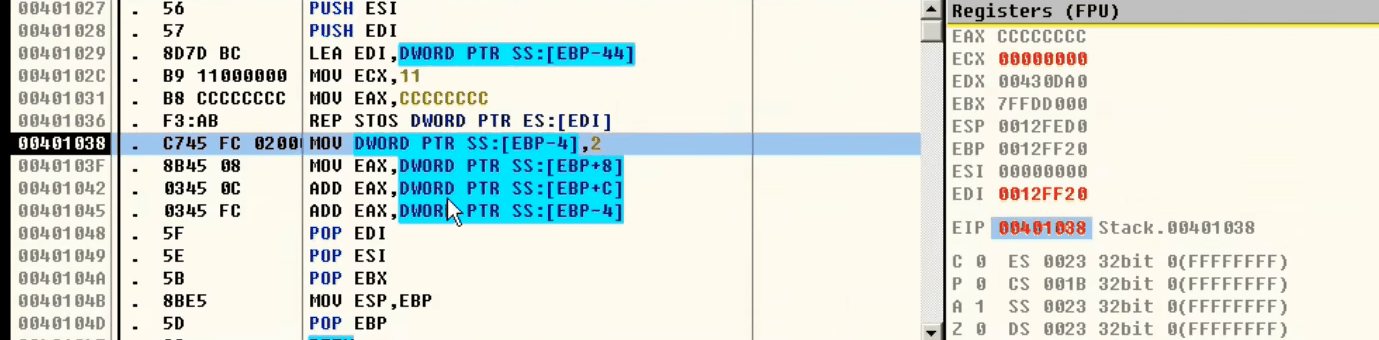 00401027 . 56 PUSH ESI
00401028 . 57 PUSH EDI
00401029 . 8D7D BC LEA EDI,DWORD PTR SS:[EBP-44]
0040102C . B9 11000000 MOV ECX,11
00401031 . B8 CCCCCCCC MOV EAX,CCCCCCCC
00401036 . F3:AB REP STOS DWORD PTR ES:[EDI]
00401038 . C745 FC 0200 MOV DWORD PTR SS:[EBP-4],2
0040103F . 8B45 08 MOV EAX,DWORD PTR SS:[EBP+8]
00401042 . 0345 0C ADD EAX,DWORD PTR SS:[EBP+C]
00401045 . 0345 FC ADD EAX,DWORD PTR SS:[EBP-4]
00401048 . 5F POP EDI
00401049 . 5E POP ESI
0040104A . 5B POP EBX
0040104B . 8BE5 MOV ESP,EBP
0040104D . 5D POP EBP
Registers (FPU)
EAX CCCCCCCC
ECX 00000000
EDX 00430DA0
EBX 7FFDD000
ESP 0012FED0
EBP 0012FF20
ESI 00000000
EDI 0012FF20
EIP 00401038 Stack.00401038
C 0 ES 0023 32bit 0(FFFFFFFF)
P 0 CS 001B 32bit 0(FFFFFFFF)
A 1 SS 0023 32bit 0(FFFFFFFF)
Z 0 DS 0023 32bit 0(FFFFFFFF)